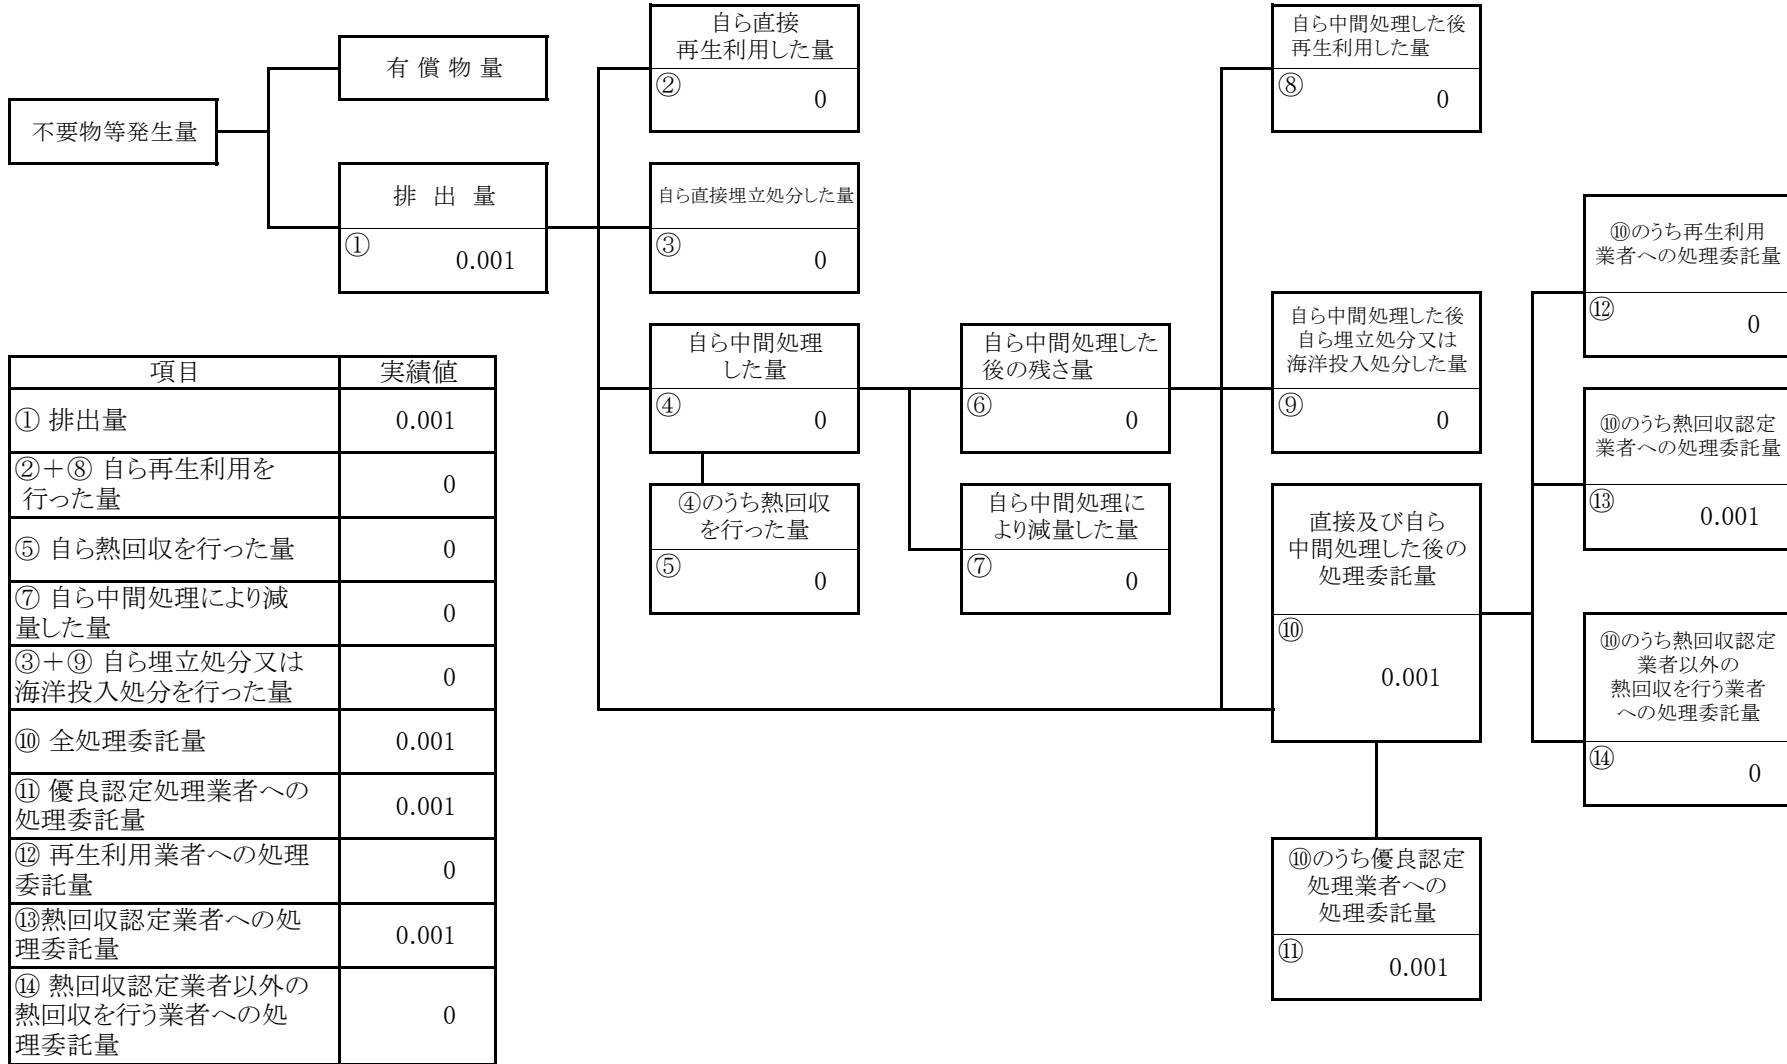 不要物等発生量
有 償 物 量
排 出 量
①
0.001
自ら直接
再生利用した量
②
0
自ら直接埋立処分した量
③
0
自ら中間処理
した量
④
0
④のうち熱回収
を行った量
⑤
0
自ら中間処理した
後の残さ量
⑥
0
自ら中間処理に
より減量した量
⑦
0
自ら中間処理した後
再生利用した量
⑧
0
自ら中間処理した後
自ら埋立処分又は
海洋投入処分した量
⑨
0
直接及び自ら
中間処理した後の
処理委託量
⑩
0.001
⑩のうち優良認定
処理業者への
処理委託量
⑪
0.001
⑩のうち再生利用
業者への処理委託量
⑫
0
⑩のうち熱回収認定
業者への処理委託量
⑬
0.001
⑩のうち熱回収認定
業者以外の
熱回収を行う業者
への処理委託量
⑭
0
項目 実績値
① 排出量 0.001
②＋⑧ 自ら再生利用を
行った量 0
⑤ 自ら熱回収を行った量 0
⑦ 自ら中間処理により減
量した量 0
③＋⑨ 自ら埋立処分又は
海洋投入処分を行った量 0
⑩ 全処理委託量 0.001
⑪ 優良認定処理業者への
処理委託量 0.001
⑫ 再生利用業者への処理
委託量 0
⑬熱回収認定業者への処
理委託量 0.001
⑭ 熱回収認定業者以外の
熱回収を行う業者への処
理委託量 0